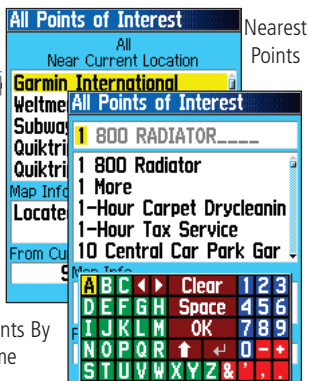 All Points of Interest
All
Near Current Location
Garmin International
Weltme
Subway
Quiktri
Quiktri
Map Info
Locate
From Cu
Nearest
Points
All Points of Interest
1 800 RADIATOR____
1 800 Radiator
1 More
1-Hour Carpet Drycleanin
1-Hour Tax Service
10 Central Car Park Gar
Map Info
A B C Clear 1 2 3
D E F G H Space 4 5 6
I J K L M OK 7 8 9
N O P Q R 0 - +
S T U V W X Y Z & ' , .
nts By
me